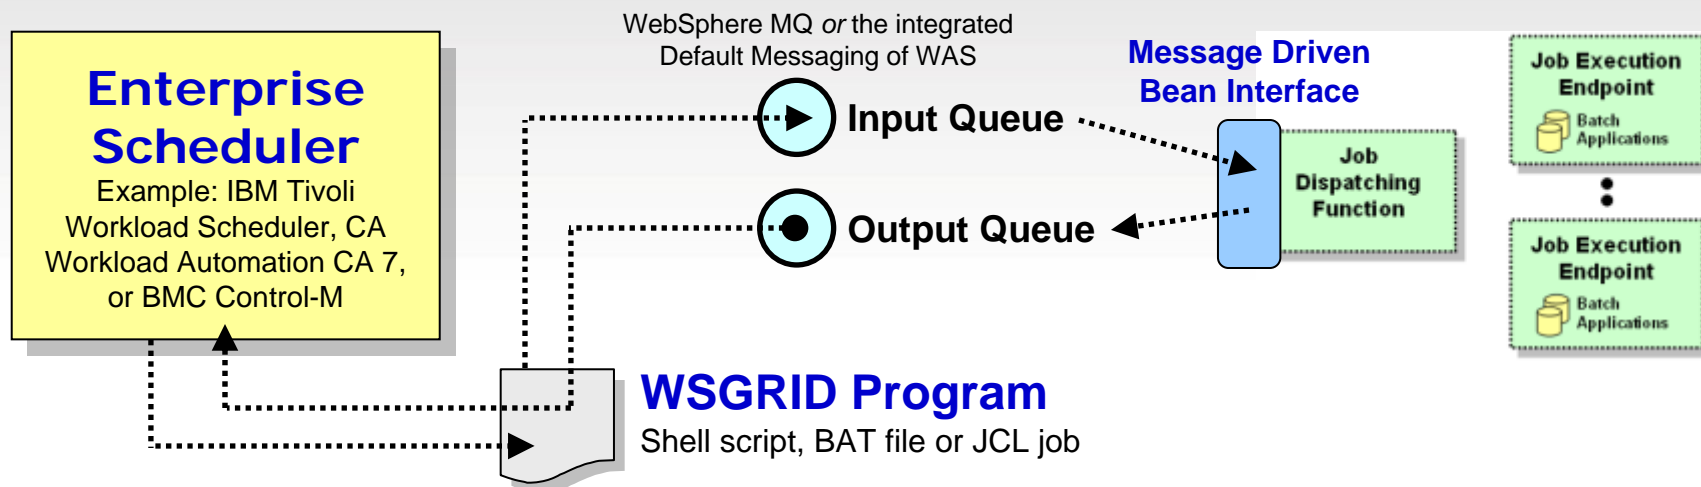 WebSphere MQ or the integrated
Default Messaging of WAS
Enterprise
Scheduler
Example: IBM Tivoli
Workload Scheduler, CA
Workload Automation CA 7,
or BMC Control-M
Input Queue
Output Queue
Message Driven
Bean Interface
Job
Dispatching
Function
Job Execution
Endpoint
Batch
Applications
Job Execution
Endpoint
Batch
Applications
WSGRID Program
Shell script, BAT file or JCL job